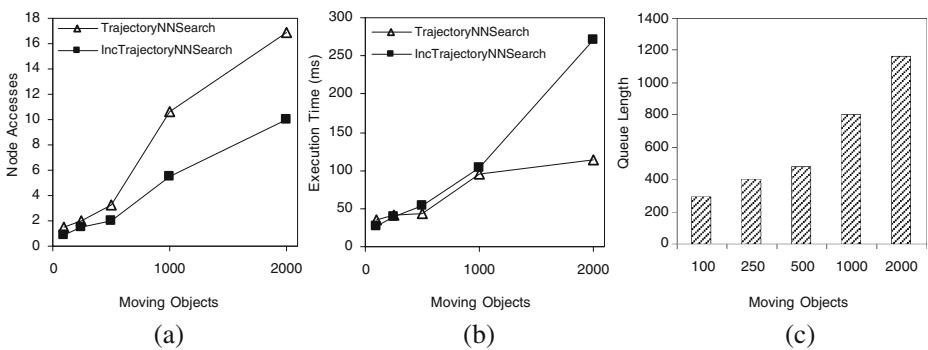 18
16
14
12
10
8
6
4
2
0
Node Accesses
TrajectoryNNSearch
IncTrajectoryNNSearch
0 1000 2000
Moving Objects
(a)
300
250
200
150
100
50
0
Execution Time (ms)
TrajectoryNNSearch
IncTrajectoryNNSearch
0 1000 2000
Moving Objects
(b)
1400
1200
1000
800
600
400
200
0
Queue Length
100 250 500 1000 2000
Moving Objects
(c)